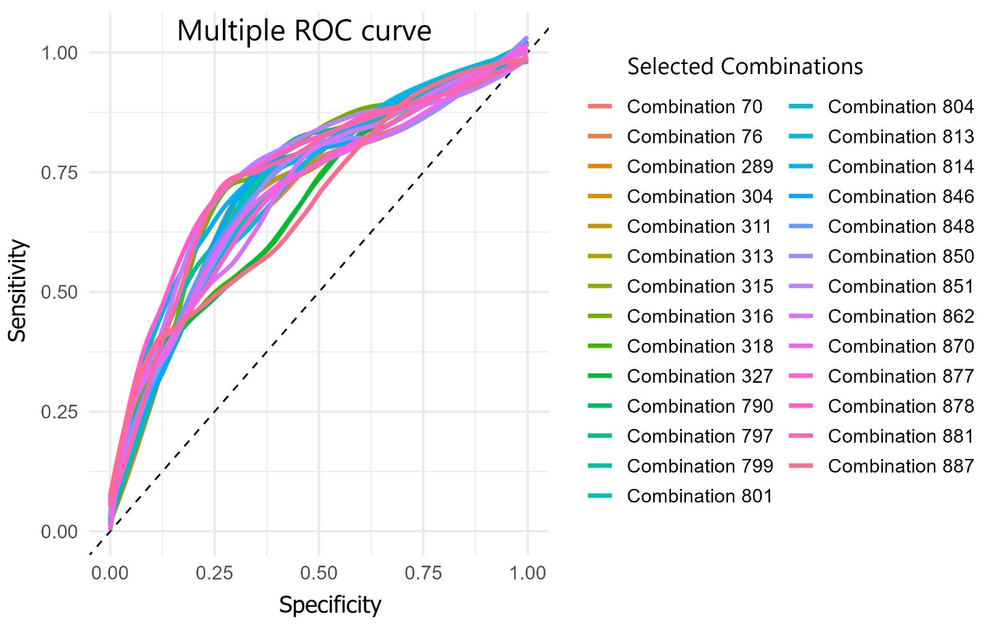 Multiple ROC curve
Sensitivity
1.00
0.75
0.50
0.25
0.00
0.00 0.25 0.50 0.75 1.00
Specificity
Selected Combinations
Combination 70
Combination 76
Combination 289
Combination 304
Combination 311
Combination 313
Combination 315
Combination 316
Combination 318
Combination 327
Combination 790
Combination 797
Combination 799
Combination 801
Combination 804
Combination 813
Combination 814
Combination 846
Combination 848
Combination 850
Combination 851
Combination 862
Combination 870
Combination 877
Combination 878
Combination 881
Combination 887